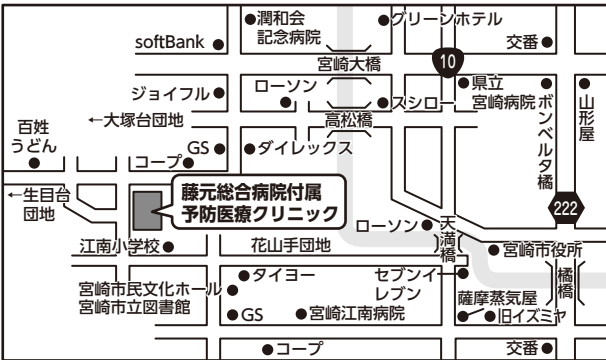 潤和会
記念病院
グリーンホテル
softBank
交番
宮崎大橋
10
ジョイフル
ローソン
スシロー
県立
宮崎病院
ボンベルタ橘
山形屋
←大塚台団地
高松橋
百姓
うどん
GS
ダイレックス
コープ
←生目台
団地
藤元総合病院付属
予防医療クリニック
222
ローソン
天満橋
江南小学校
花山手団地
宮崎市役所
タイヨー
セブンイ
レブン
橘橋
宮崎市民文化ホール
宮崎市立図書館
薩摩蒸気屋
GS
宮崎江南病院
旧イズミヤ
コープ
交番